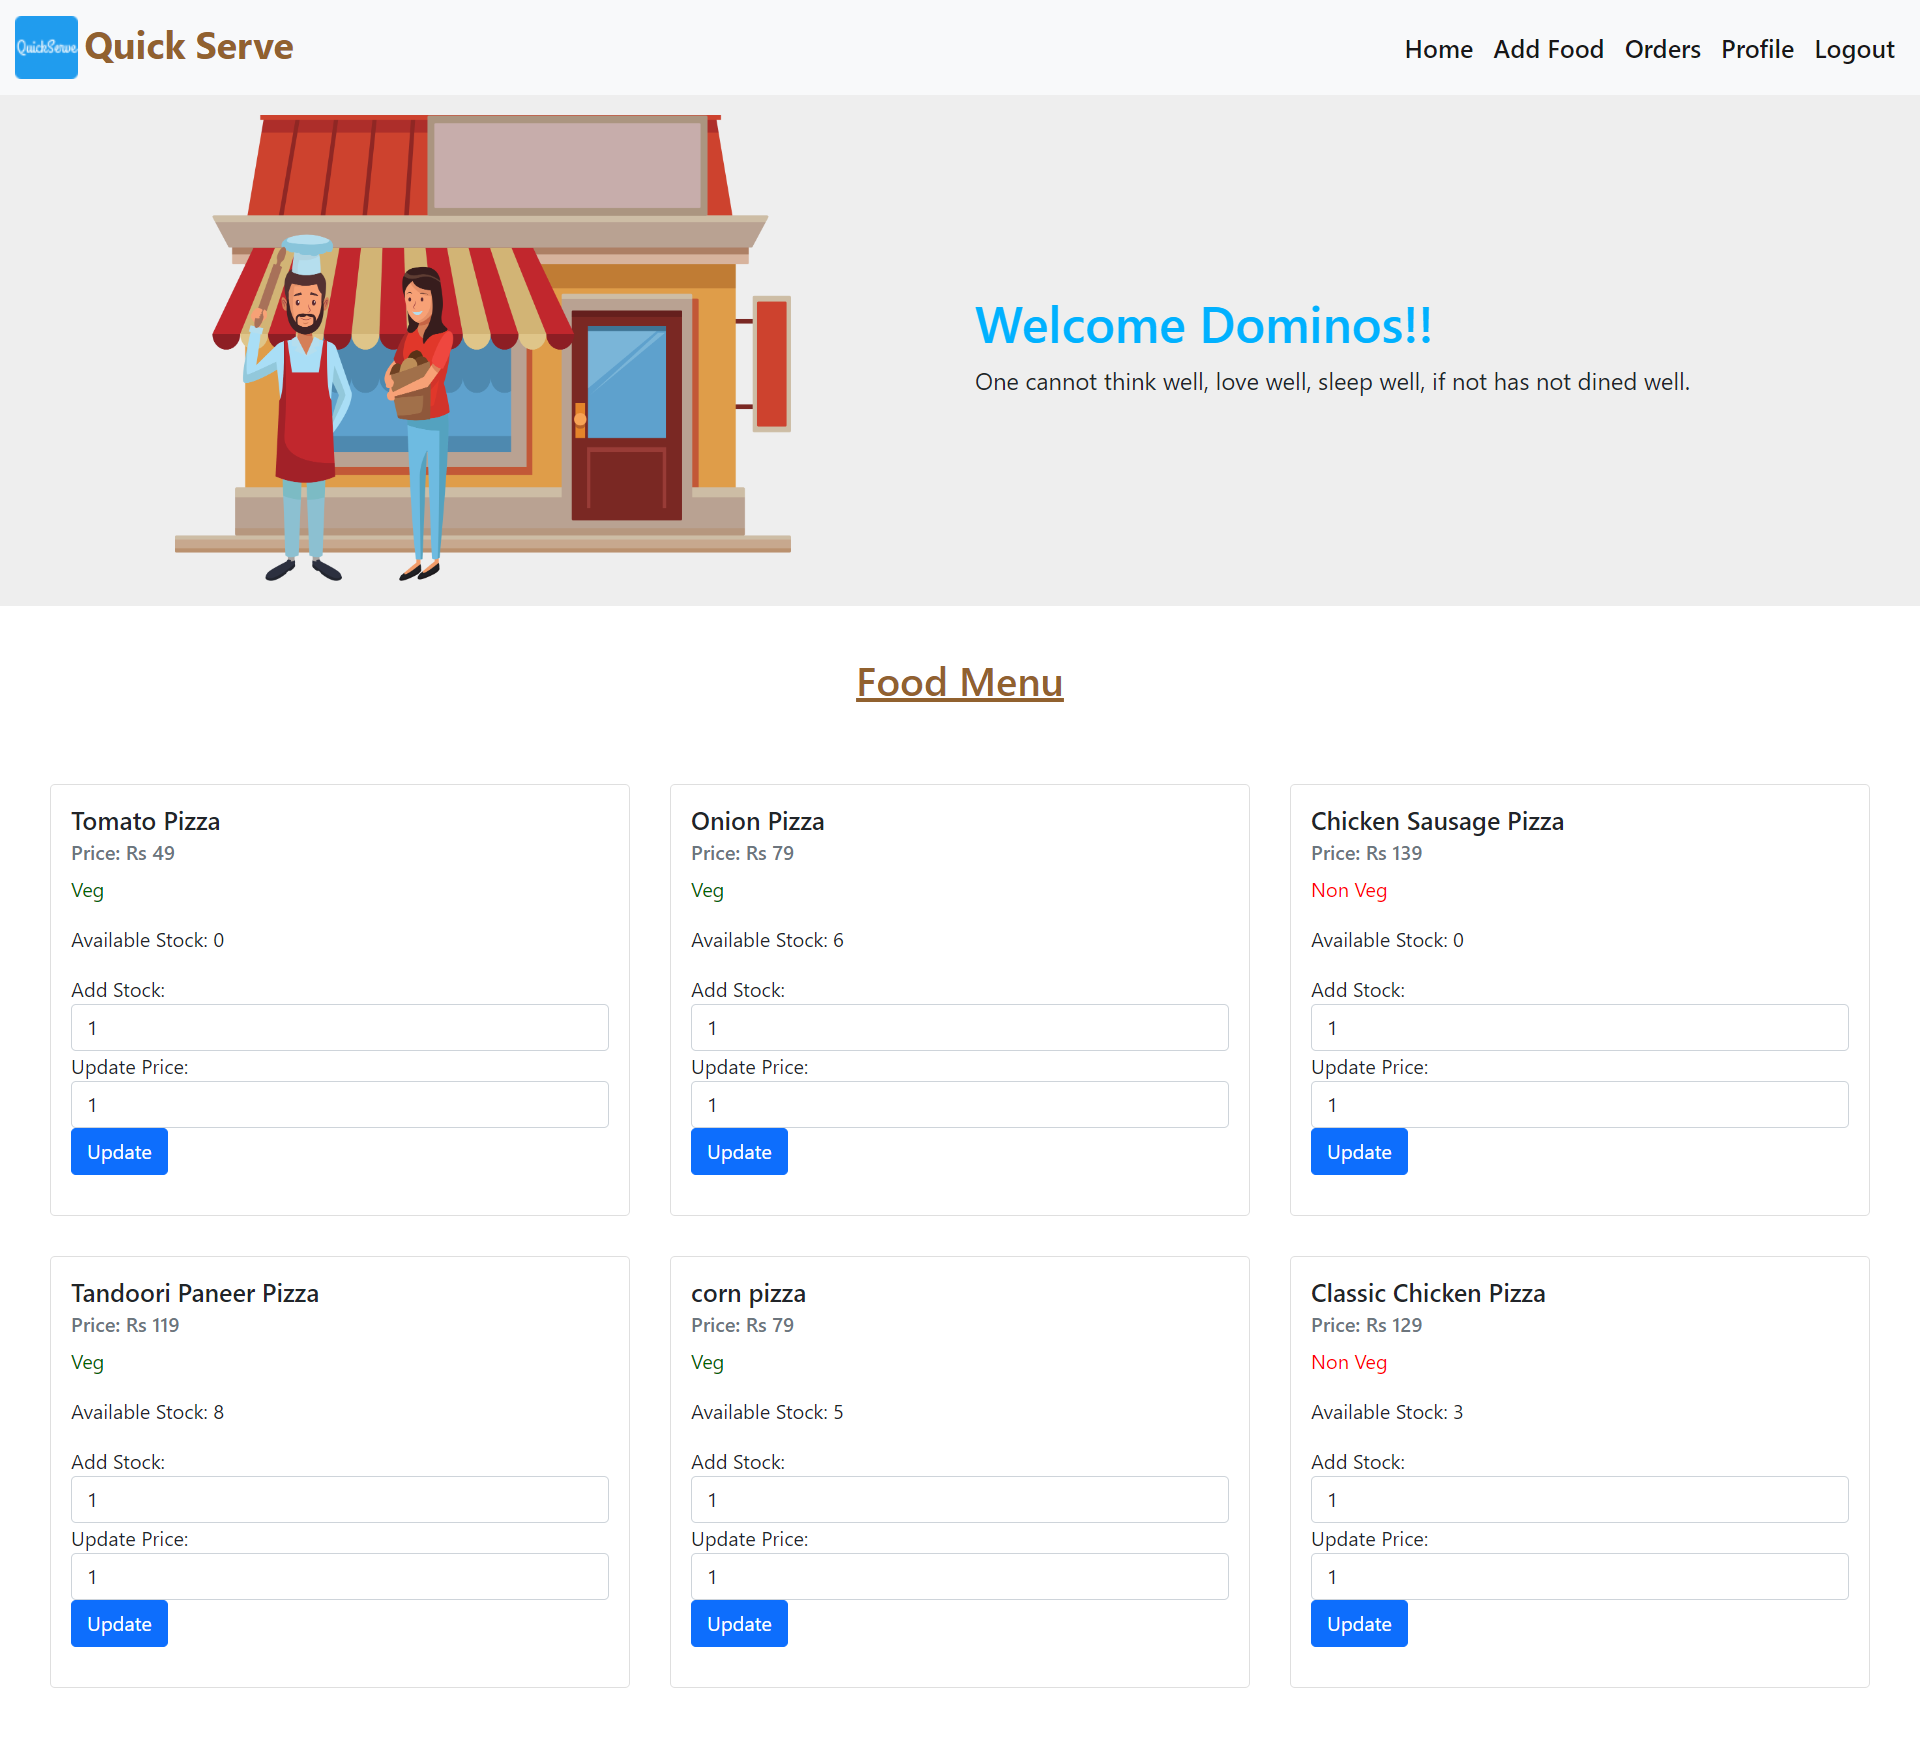 QuickServe
Quick Serve
Home Add Food Orders Profile Logout
Welcome Dominos!!
One cannot think well, love well, sleep well, if not has not dined well.
Food Menu
Tomato Pizza
Price: Rs 49
Veg
Available Stock: 0
Add Stock:
1
Update Price:
1
Update
Onion Pizza
Price: Rs 79
Veg
Available Stock: 6
Add Stock:
1
Update Price:
1
Update
Chicken Sausage Pizza
Price: Rs 139
Non Veg
Available Stock: 0
Add Stock:
1
Update Price:
1
Update
Tandoori Paneer Pizza
Price: Rs 119
Veg
Available Stock: 8
Add Stock:
1
Update Price:
1
Update
corn pizza
Price: Rs 79
Veg
Available Stock: 5
Add Stock:
1
Update Price:
1
Update
Classic Chicken Pizza
Price: Rs 129
Non Veg
Available Stock: 3
Add Stock:
1
Update Price:
1
Update